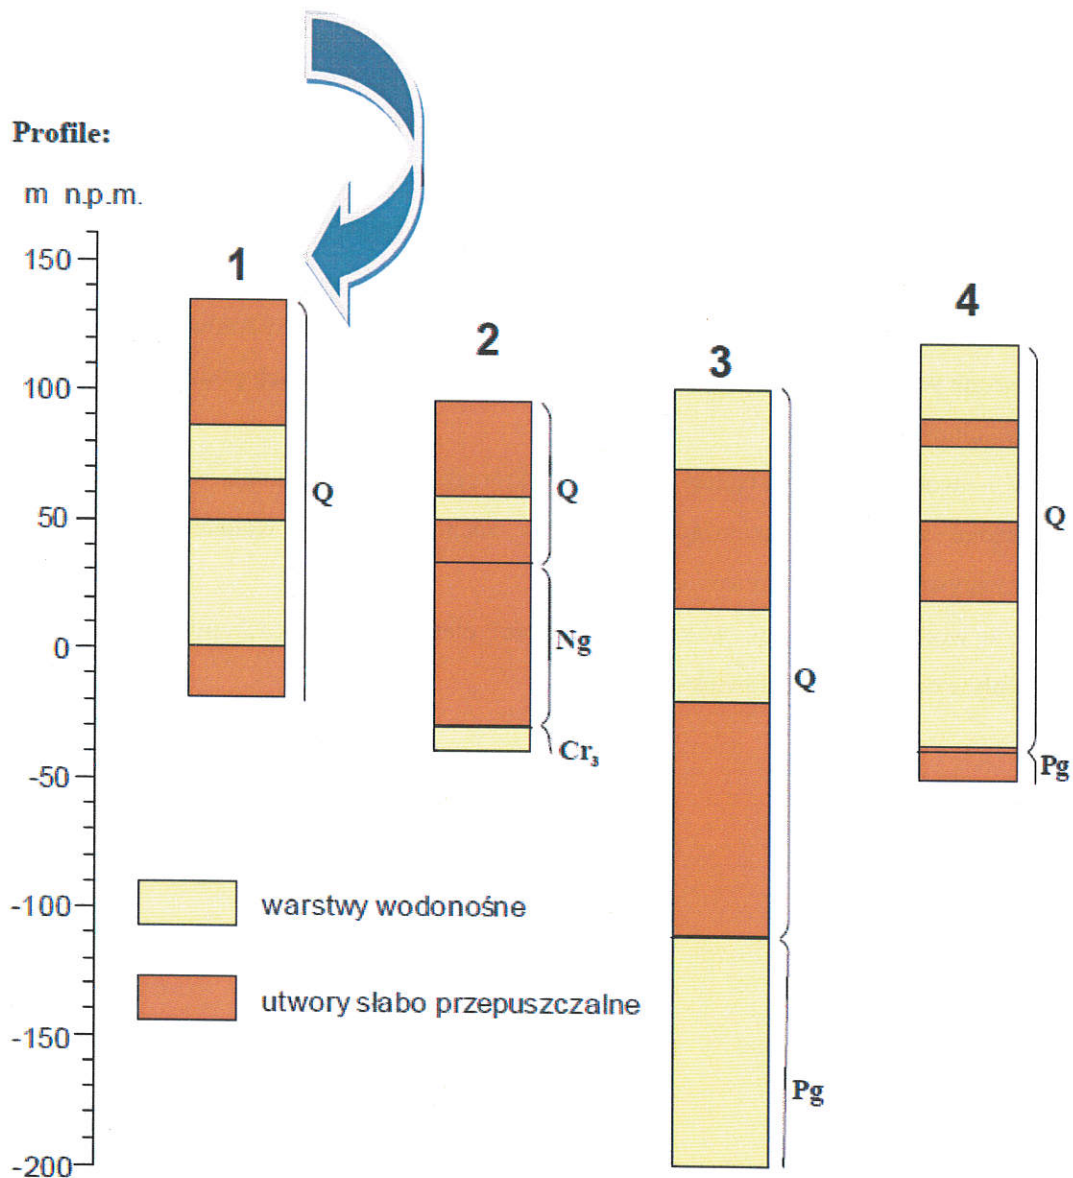 Profile:
m n.p.m.
150
100
50
0
-50
-100
-150
-200
1
Q
2
Q
Ng
Cr₃
3
Q
Pg
4
Q
Pg
warstwy wodonośne
utwory słabo przepuszczalne